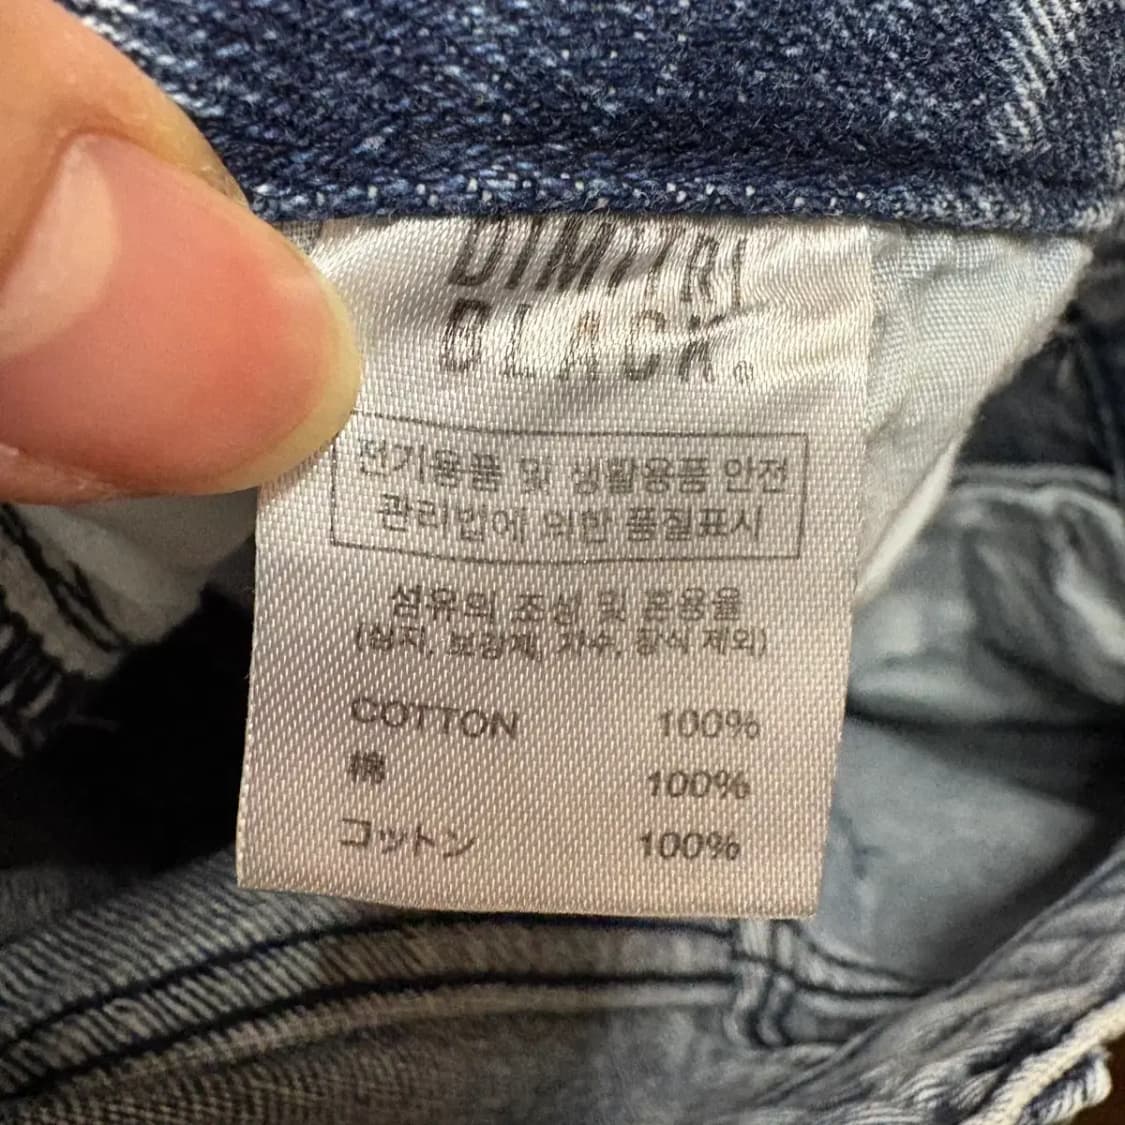 DIMITRI
BLACK®
전기용품 및 생활용품 안전
관리법에 의한 품질표시
섬유의 조성 및 혼용율
(심지, 보강제, 자수, 장식 제외)
COTTON 100%
棉 100%
コットン 100%